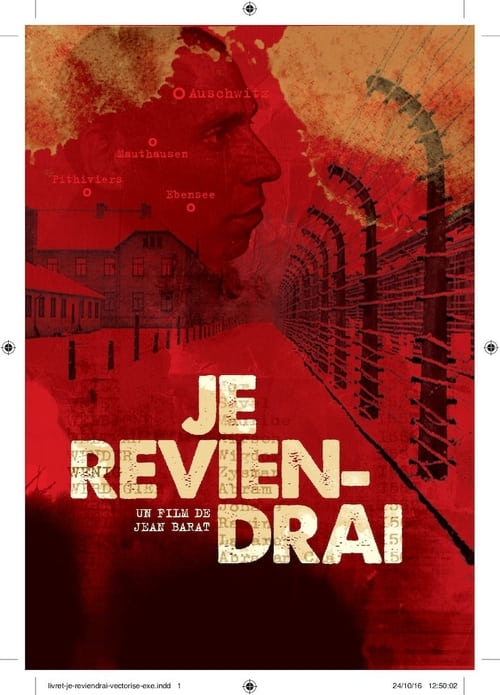 Auschwitz
Mauthausen
Pithiviers
Ebensee
JE
REVIEN-
UN FILM DE
JEAN BARAT
DRAI
livret-je-reviendrai-vectorise-exe.indd 1
24/10/16 12:50:02